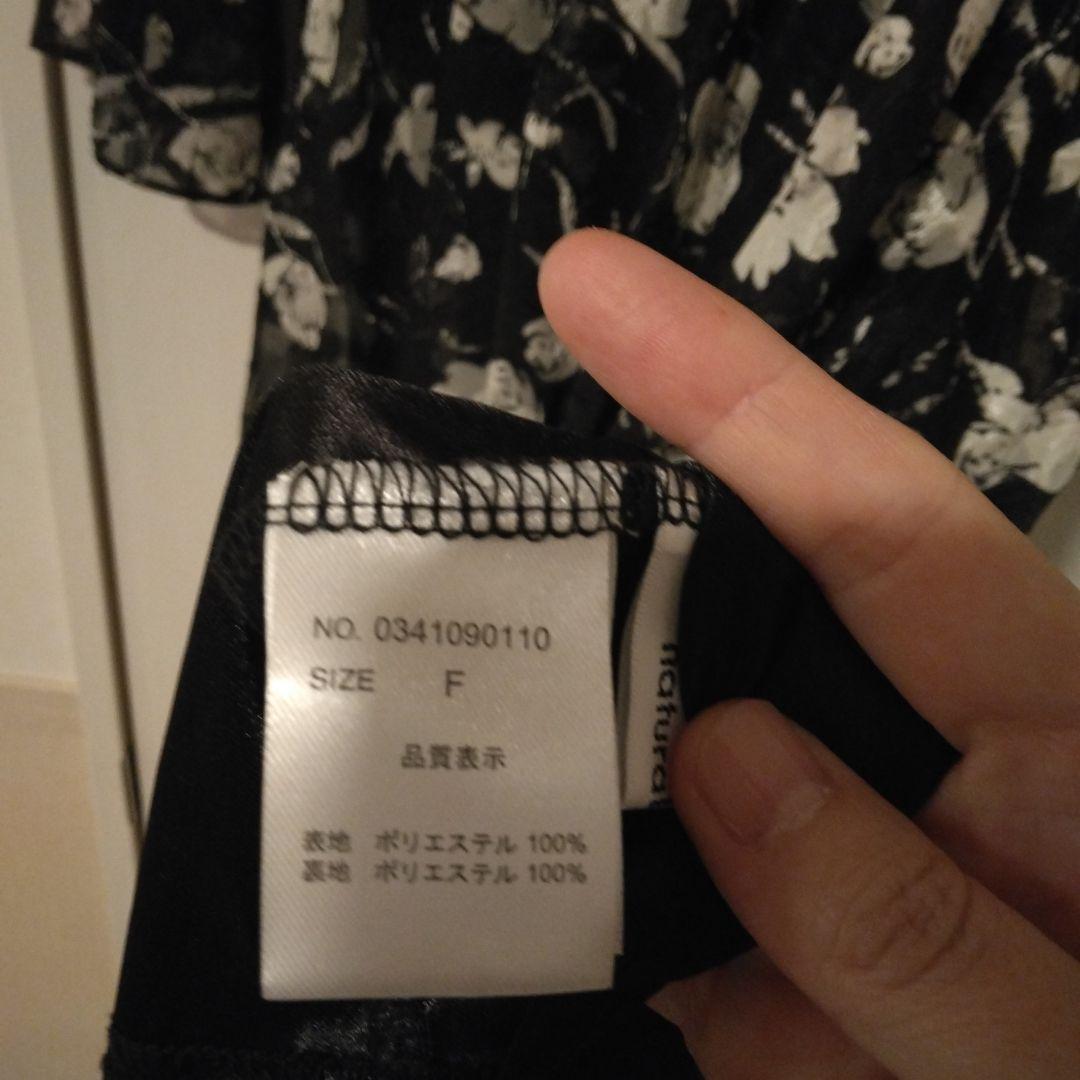 NO. 0341090110
SIZE F
品質表示
表地 ポリエステル 100%
裏地 ポリエステル 100%